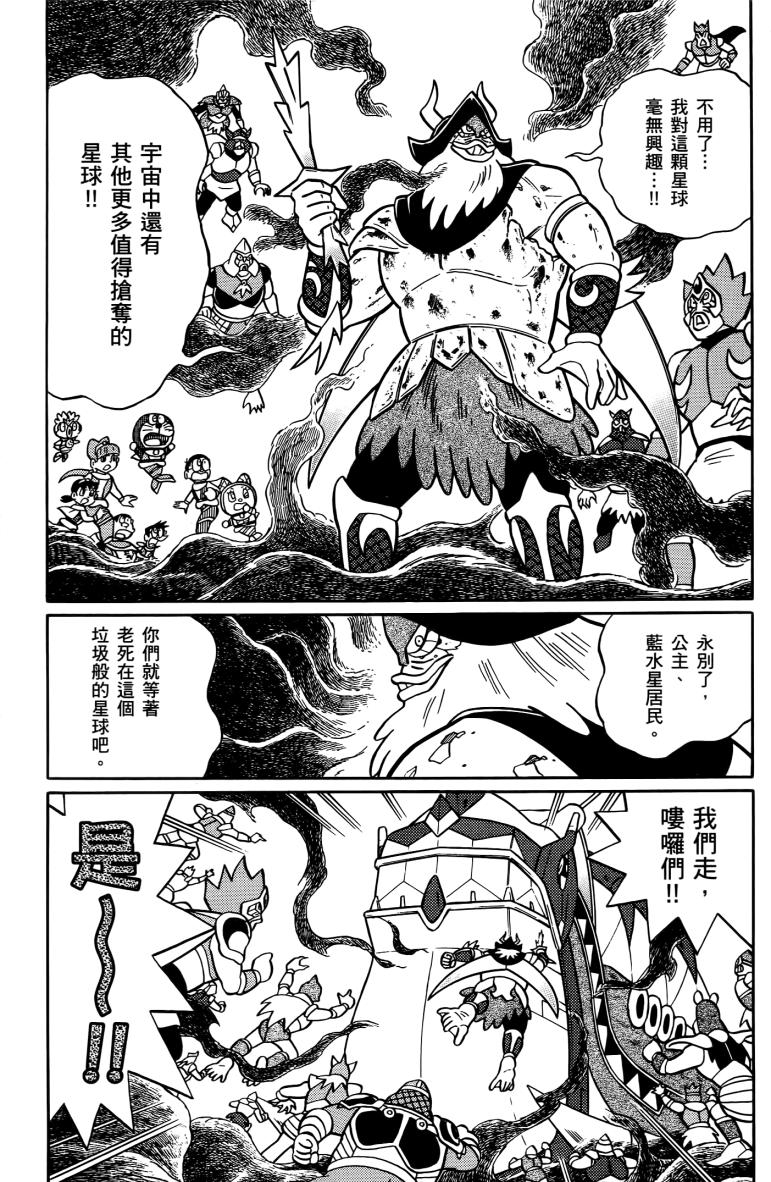 不用了…
我對這顆星球
毫無興趣…!!
宇宙中還有
其他更多值得搶奪的
星球!!
永別了，
公主、
藍水星居民。
你們就等著
老死在這個
垃圾般的星球吧。
我們走，
嘍囉們!!
是～!!